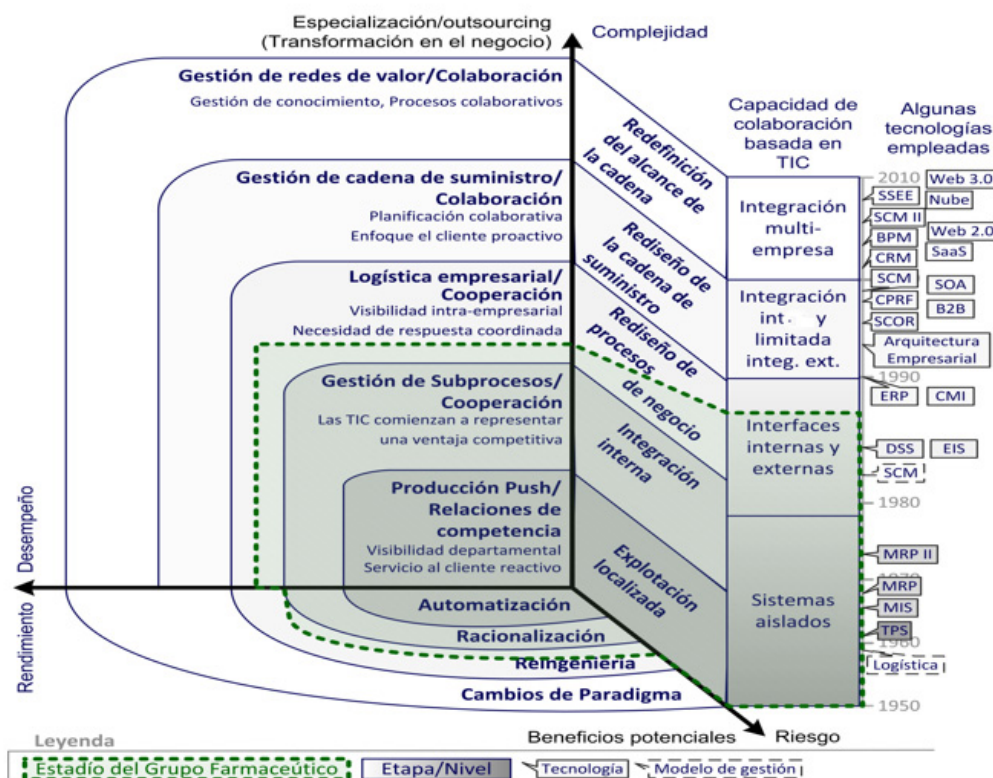 Especialización/outsourcing
(Transformación en el negocio)
Complejidad
Gestión de redes de valor/Colaboración
Gestión de conocimiento, Procesos colaborativos
Gestión de cadena de suministro/
Colaboración
Planificación colaborativa
Enfoque el cliente proactivo
Logística empresarial/
Cooperación
Visibilidad intra-empresarial
Necesidad de respuesta coordinada
Gestión de Subprocesos/
Cooperación
Las TIC comienzan a representar
una ventaja competitiva
Producción Push/
Relaciones de
competencia
Visibilidad departamental
Servicio al cliente reactivo
Automatización
Racionalización
Reingeniería
Cambios de Paradigma
Desempeño
Rendimiento
Redefinición
del alcance de
la cadena
Rediseño de
la cadena de
suministro
Rediseño de
procesos
de negocio
Integración
interna
Explotación
localizada
Capacidad de
colaboración
basada en
TIC
Integración
multi-
empresa
Integración
int. y
limitada
integ. ext.
Interfaces
internas y
externas
Sistemas
aislados
Algunas
tecnologías
empleadas
2010
Web 3.0
SSEE
Nube
SCM II
Web 2.0
BPM
SaaS
CRM
SCM
SOA
CPRF
B2B
SCOR
Arquitectura
Empresarial
1990
ERP
CMI
DSS
EIS
SCM
1980
MRP II
1970
MRP
MIS
TPS
1960
Logística
1950
Beneficios potenciales
Riesgo
Leyenda
Estadío del Grupo Farmaceútico
Etapa/Nivel
Tecnología
Modelo de gestión